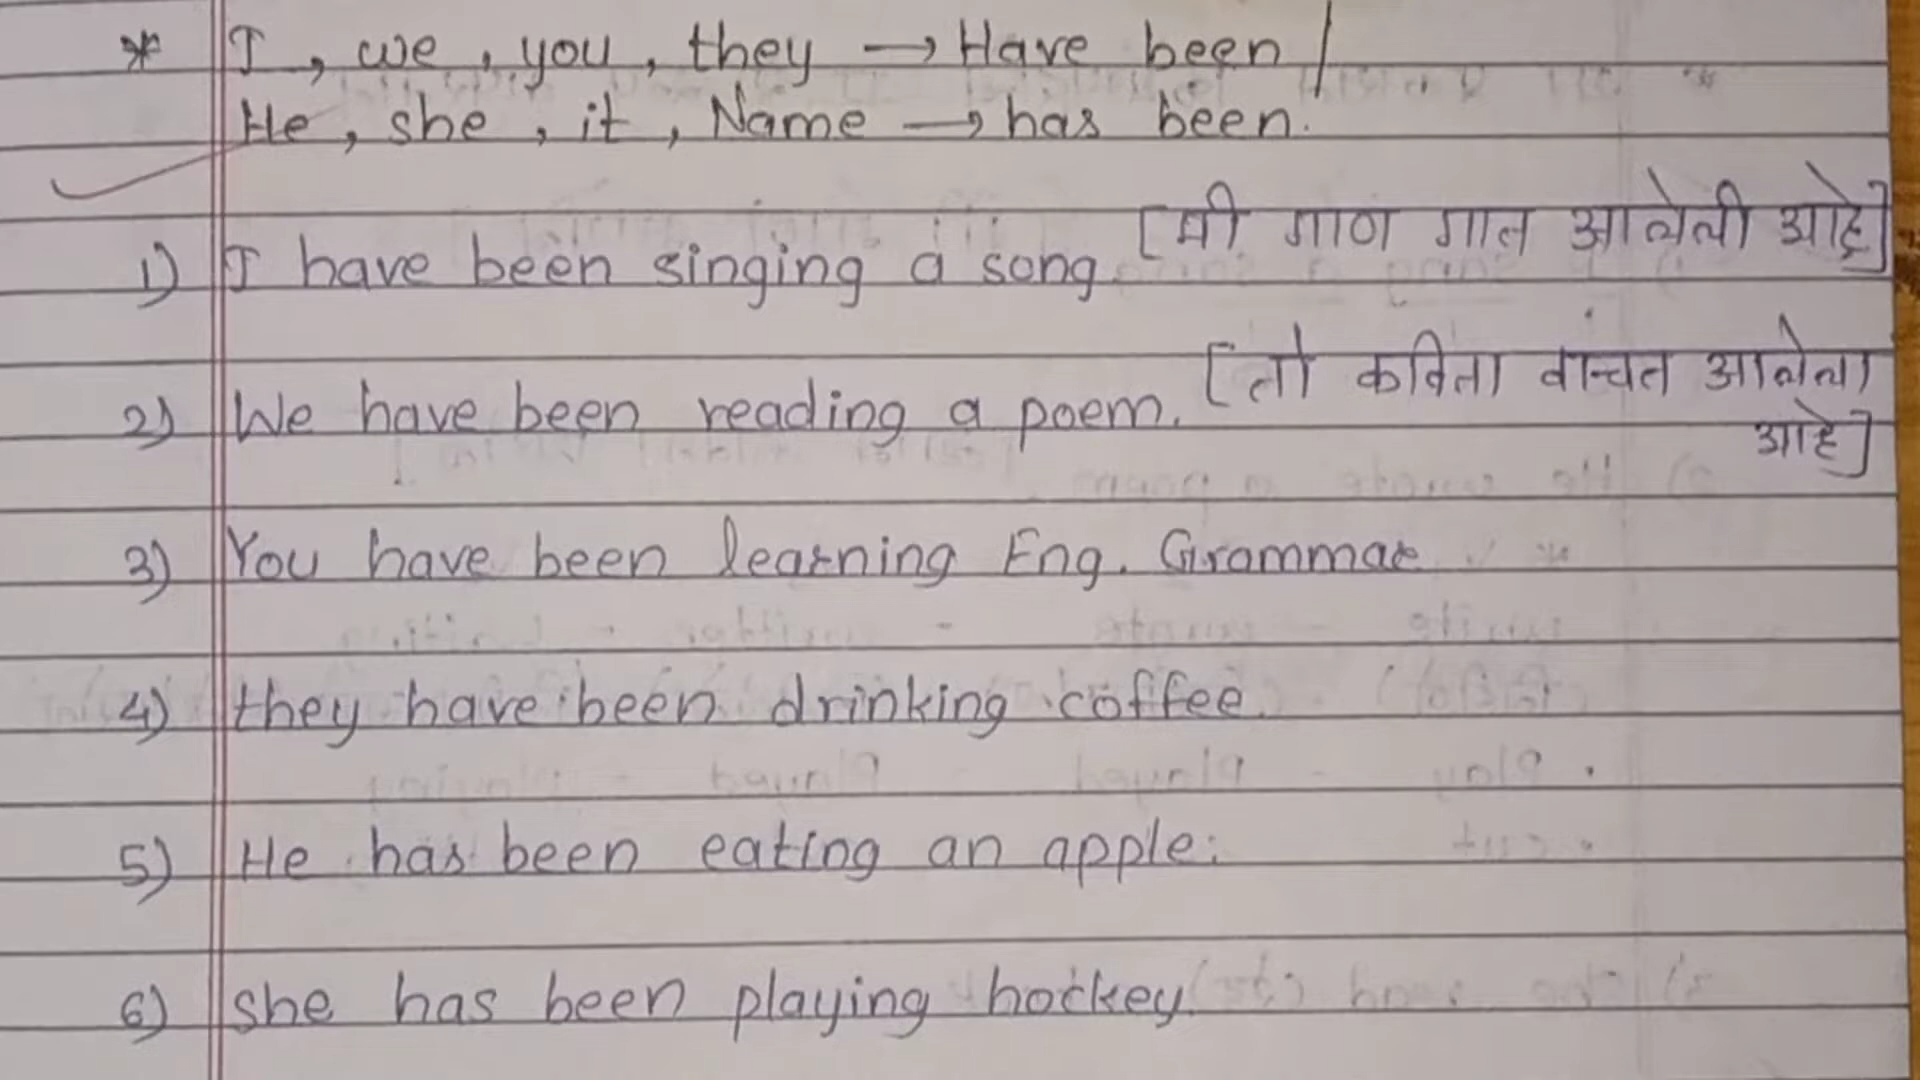 * I, we, you, they → Have been /
He, she, it, Name → has been.
1) I have been singing a song [मी गाण गात आलेली आहे]
2) We have been reading a poem. [तो कविता वाचत आलेला
आहे]
3) You have been learning Eng. Grammar
4) they have been drinking coffee.
5) He has been eating an apple.
6) she has been playing hockey.